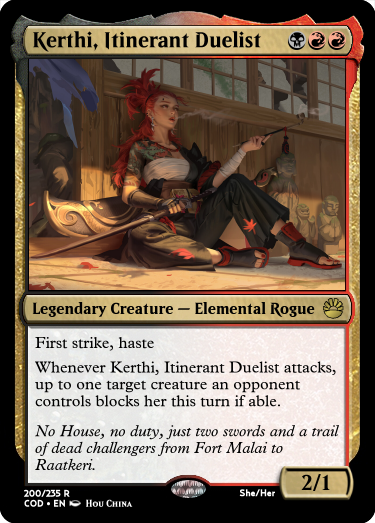 Kerthi, Itinerant Duelist
Legendary Creature — Elemental Rogue
First strike, haste
Whenever Kerthi, Itinerant Duelist attacks,
up to one target creature an opponent
controls blocks her this turn if able.
No House, no duty, just two swords and a trail
of dead challengers from Fort Malai to
Raatkeri.
2/1
200/235 R
She/Her
COD • EN Hou China